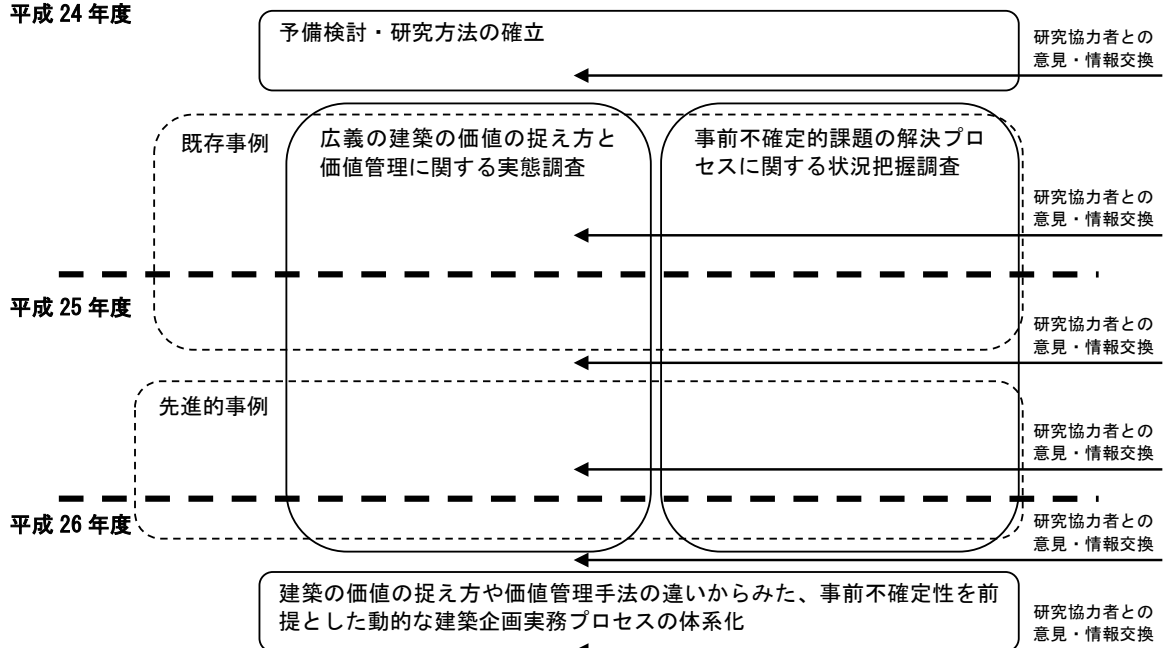 平成 24 年度
予備検討・研究方法の確立
研究協力者との
意見・情報交換
既存事例
広義の建築の価値の捉え方と
価値管理に関する実態調査
事前不確定的課題の解決プロ
セスに関する状況把握調査
研究協力者との
意見・情報交換
平成 25 年度
研究協力者との
意見・情報交換
先進的事例
研究協力者との
意見・情報交換
平成 26 年度
研究協力者との
意見・情報交換
建築の価値の捉え方や価値管理手法の違いからみた、事前不確定性を前
提とした動的な建築企画実務プロセスの体系化
研究協力者との
意見・情報交換